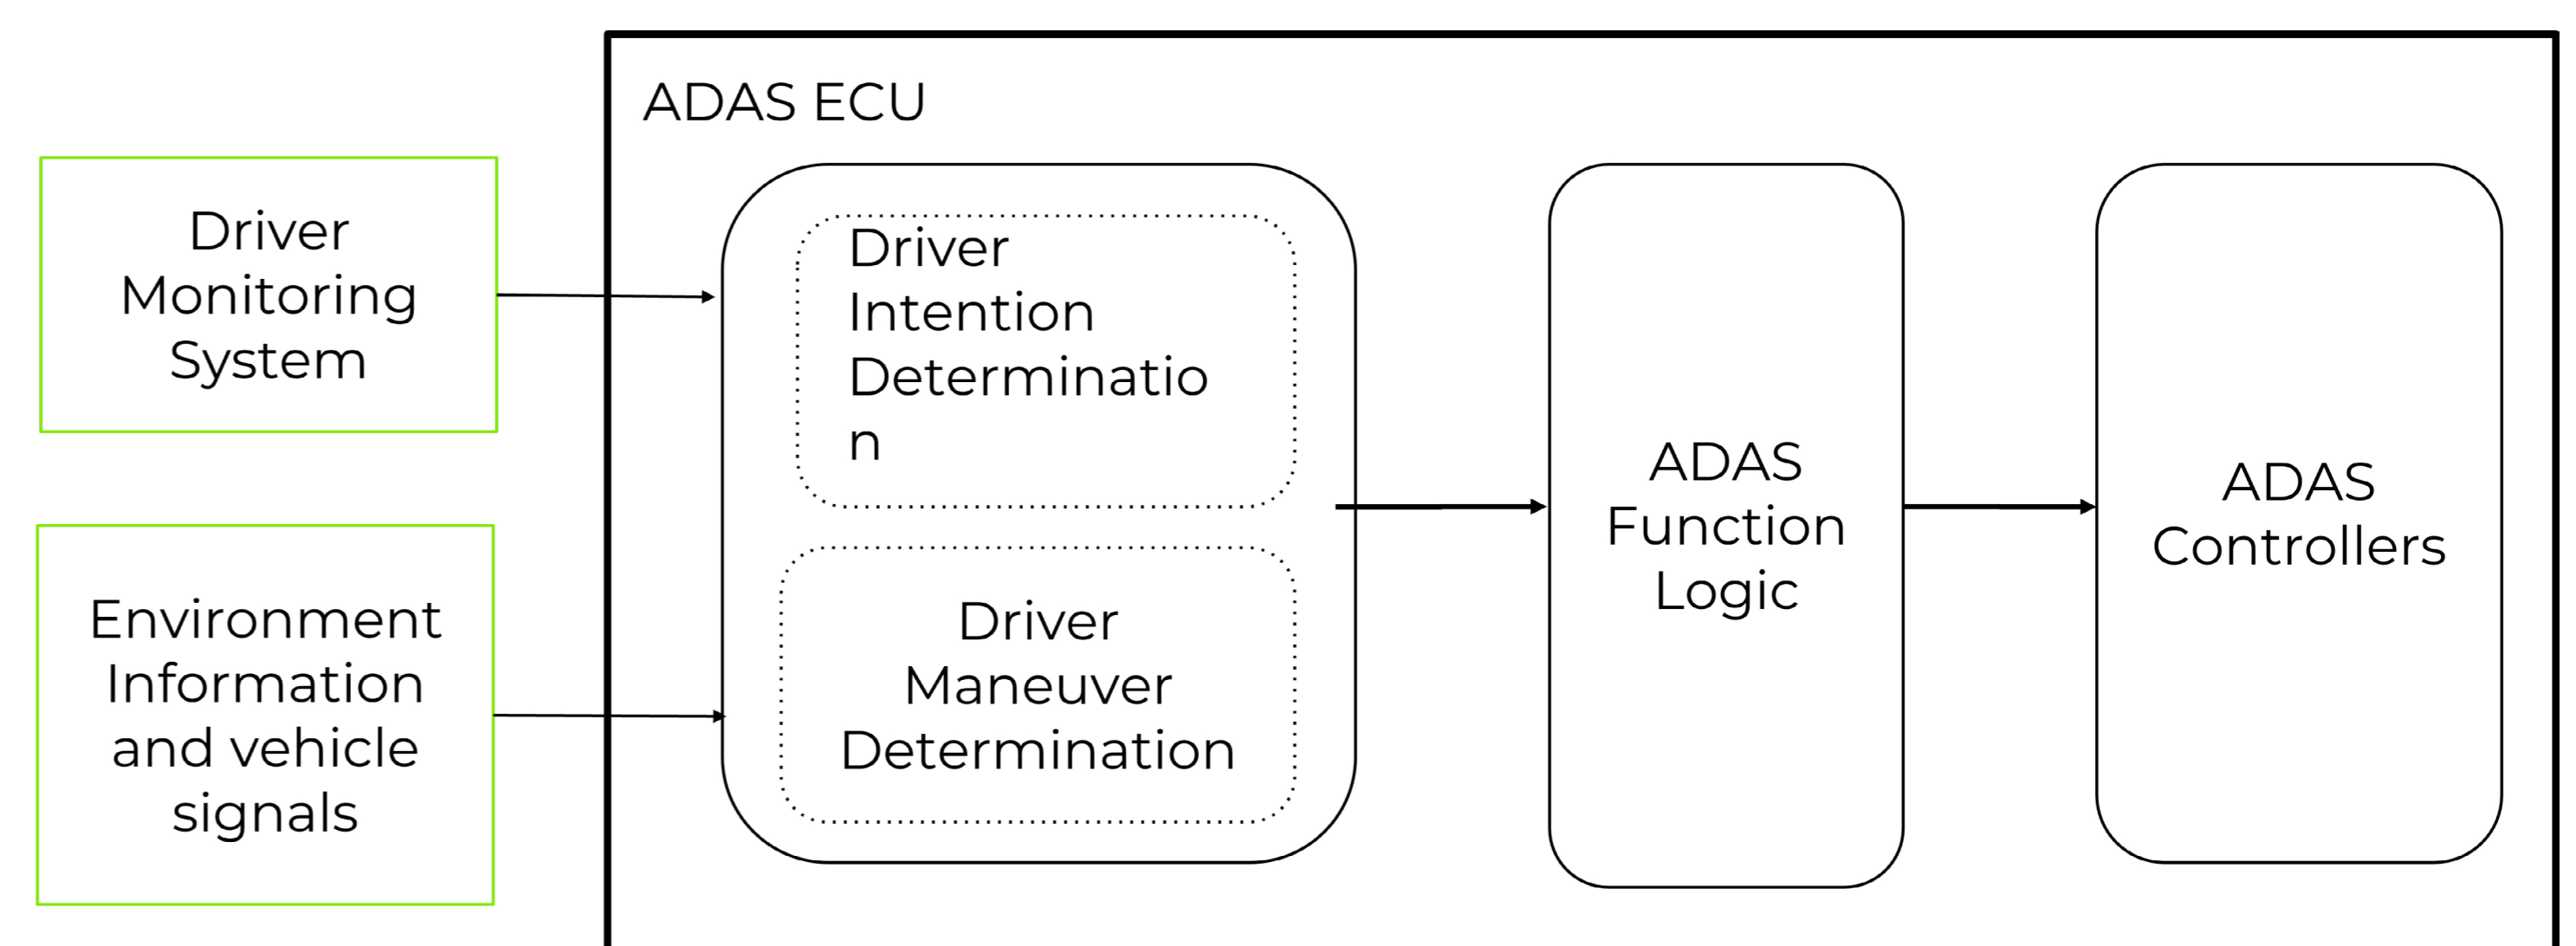 ADAS ECU
Driver
Monitoring
System
Environment
Information
and vehicle
signals
Driver
Intention
Determinatio
n
Driver
Maneuver
Determination
ADAS
Function
Logic
ADAS
Controllers